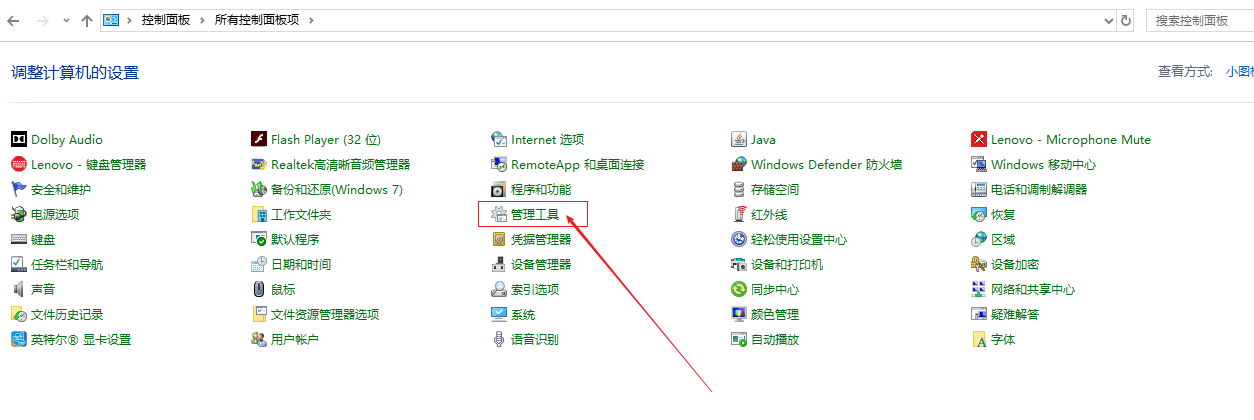 控制面板 所有控制面板项 搜索控制面板
调整计算机的设置 查看方式: 小图标
Dolby Audio Flash Player (32 位) Internet 选项 Java Lenovo - Microphone Mute
Lenovo - 键盘管理器 Realtek高清晰音频管理器 RemoteApp 和桌面连接 Windows Defender 防火墙 Windows 移动中心
安全和维护 备份和还原(Windows 7) 程序和功能 存储空间 电话和调制解调器
电源选项 工作文件夹 管理工具 红外线 恢复
键盘 默认程序 凭据管理器 轻松使用设置中心 区域
任务栏和导航 日期和时间 设备管理器 设备和打印机 设备加密
声音 鼠标 索引选项 同步中心 网络和共享中心
文件历史记录 文件资源管理器选项 系统 颜色管理 疑难解答
英特尔® 显卡设置 用户帐户 语音识别 自动播放 字体